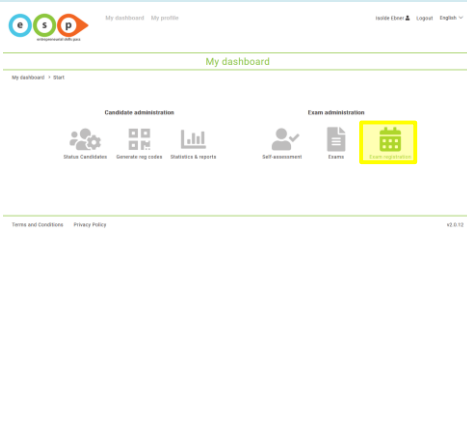 My dashboard My profile
Isolde Ebner Logout English
e s p
entrepreneurial skills pass
My dashboard
My dashboard > Start
Candidate administration Exam administration
Status Candidates Generate reg codes Statistics & reports Self-assessment Exams Exam registration
Terms and Conditions Privacy Policy v2.0.12